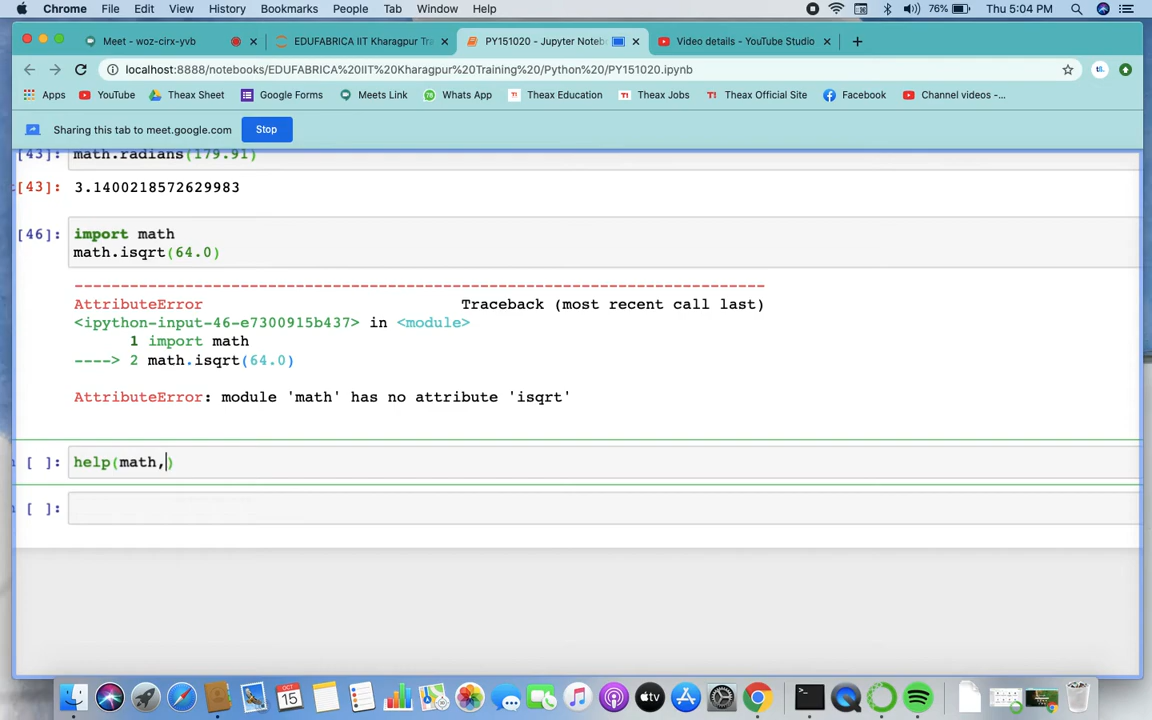 Chrome File Edit View History Bookmarks People Tab Window Help 76% Thu 5:04 PM
Meet - woz-cirx-yvb EDUFABRICA IIT Kharagpur Tra PY151020 - Jupyter Noteb Video details - YouTube Studio
localhost:8888/notebooks/EDUFABRICA%20IIT%20Kharagpur%20Training%20/Python%20/PY151020.ipynb
Apps YouTube Theax Sheet Google Forms Meets Link Whats App Theax Education Theax Jobs Theax Official Site Facebook Channel videos -...
Sharing this tab to meet.google.com Stop
[43]: math.radians(179.91)
[43]: 3.1400218572629983
[46]: import math
math.isqrt(64.0)
---------------------------------------------------------------------------
AttributeError Traceback (most recent call last)
<ipython-input-46-e7300915b437> in <module>
1 import math
----> 2 math.isqrt(64.0)
AttributeError: module 'math' has no attribute 'isqrt'
[ ]: help(math,)
[ ]:
OCT
15